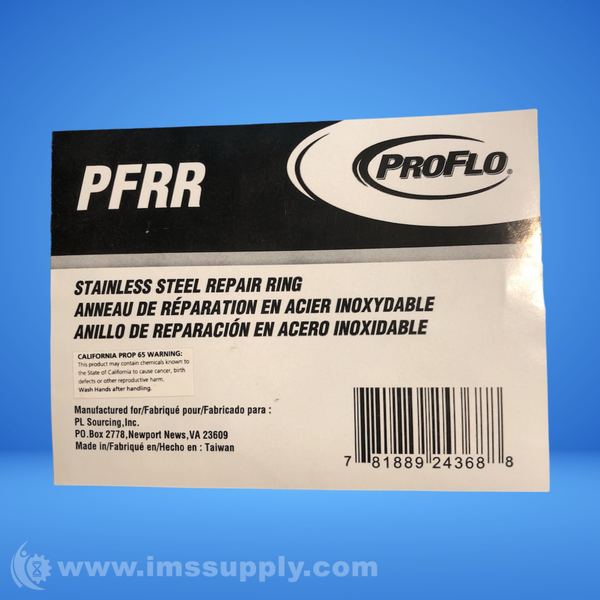 PFRR
PROFLO®
STAINLESS STEEL REPAIR RING
ANNEAU DE RÉPARATION EN ACIER INOXYDABLE
ANILLO DE REPARACIÓN EN ACERO INOXIDABLE
CALIFORNIA PROP 65 WARNING:
This product may contain chemicals known to
the State of California to cause cancer, birth
defects or other reproductive harm.
Wash Hands after handling.
Manufactured for/Fabriqué pour/Fabricado para :
PL Sourcing,Inc.
PO.Box 2778,Newport News,VA 23609
Made in/Fabriqué en/Hecho en : Taiwan
7 81889 24368 8
www.imssupply.com